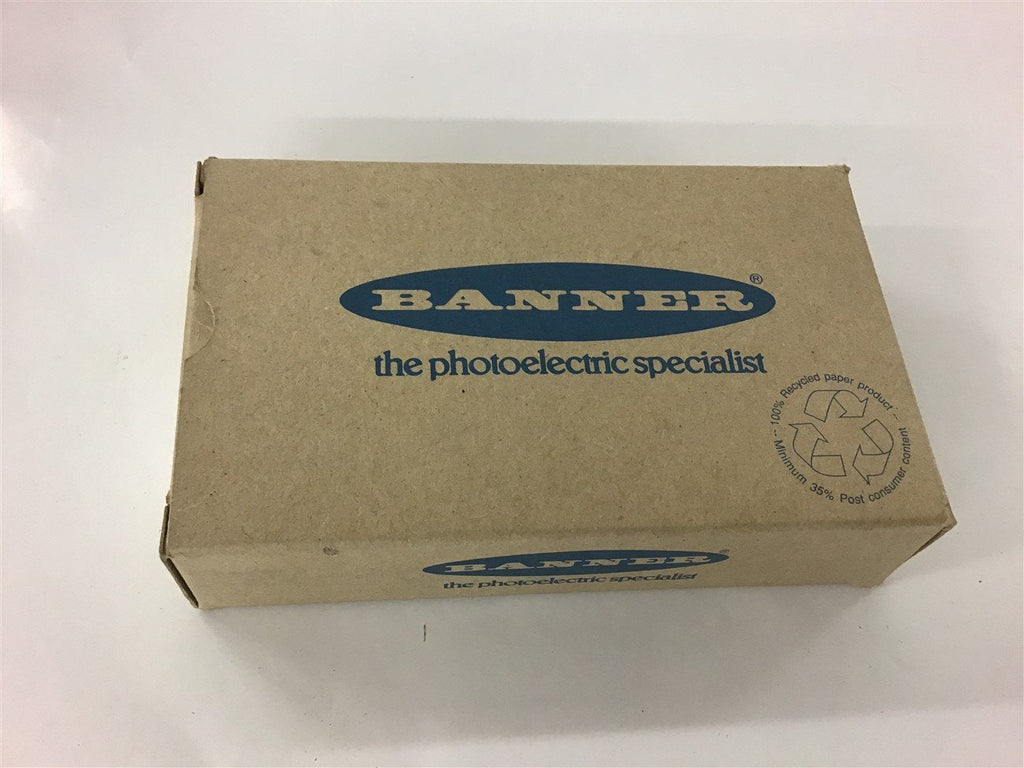 BANNER®
the photoelectric specialist
-- 100% Recycled paper product --
Minimum 35% Post consumer content
BANNER®
the photoelectric specialist